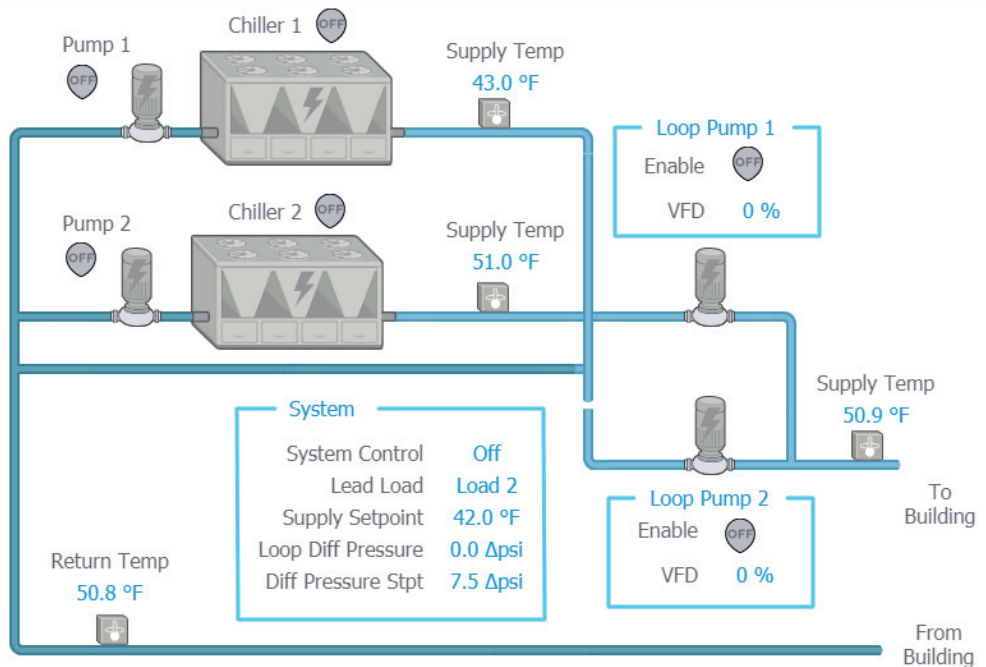 Chiller 1 OFF
Pump 1
OFF
Supply Temp
43.0 °F
Loop Pump 1
Enable OFF
VFD 0 %
Chiller 2 OFF
Pump 2
OFF
Supply Temp
51.0 °F
Supply Temp
50.9 °F
System
System Control Off
Lead Load Load 2
Supply Setpoint 42.0 °F
Loop Diff Pressure 0.0 Δpsi
Diff Pressure Stpt 7.5 Δpsi
Loop Pump 2
Enable OFF
VFD 0 %
To
Building
Return Temp
50.8 °F
From
Building